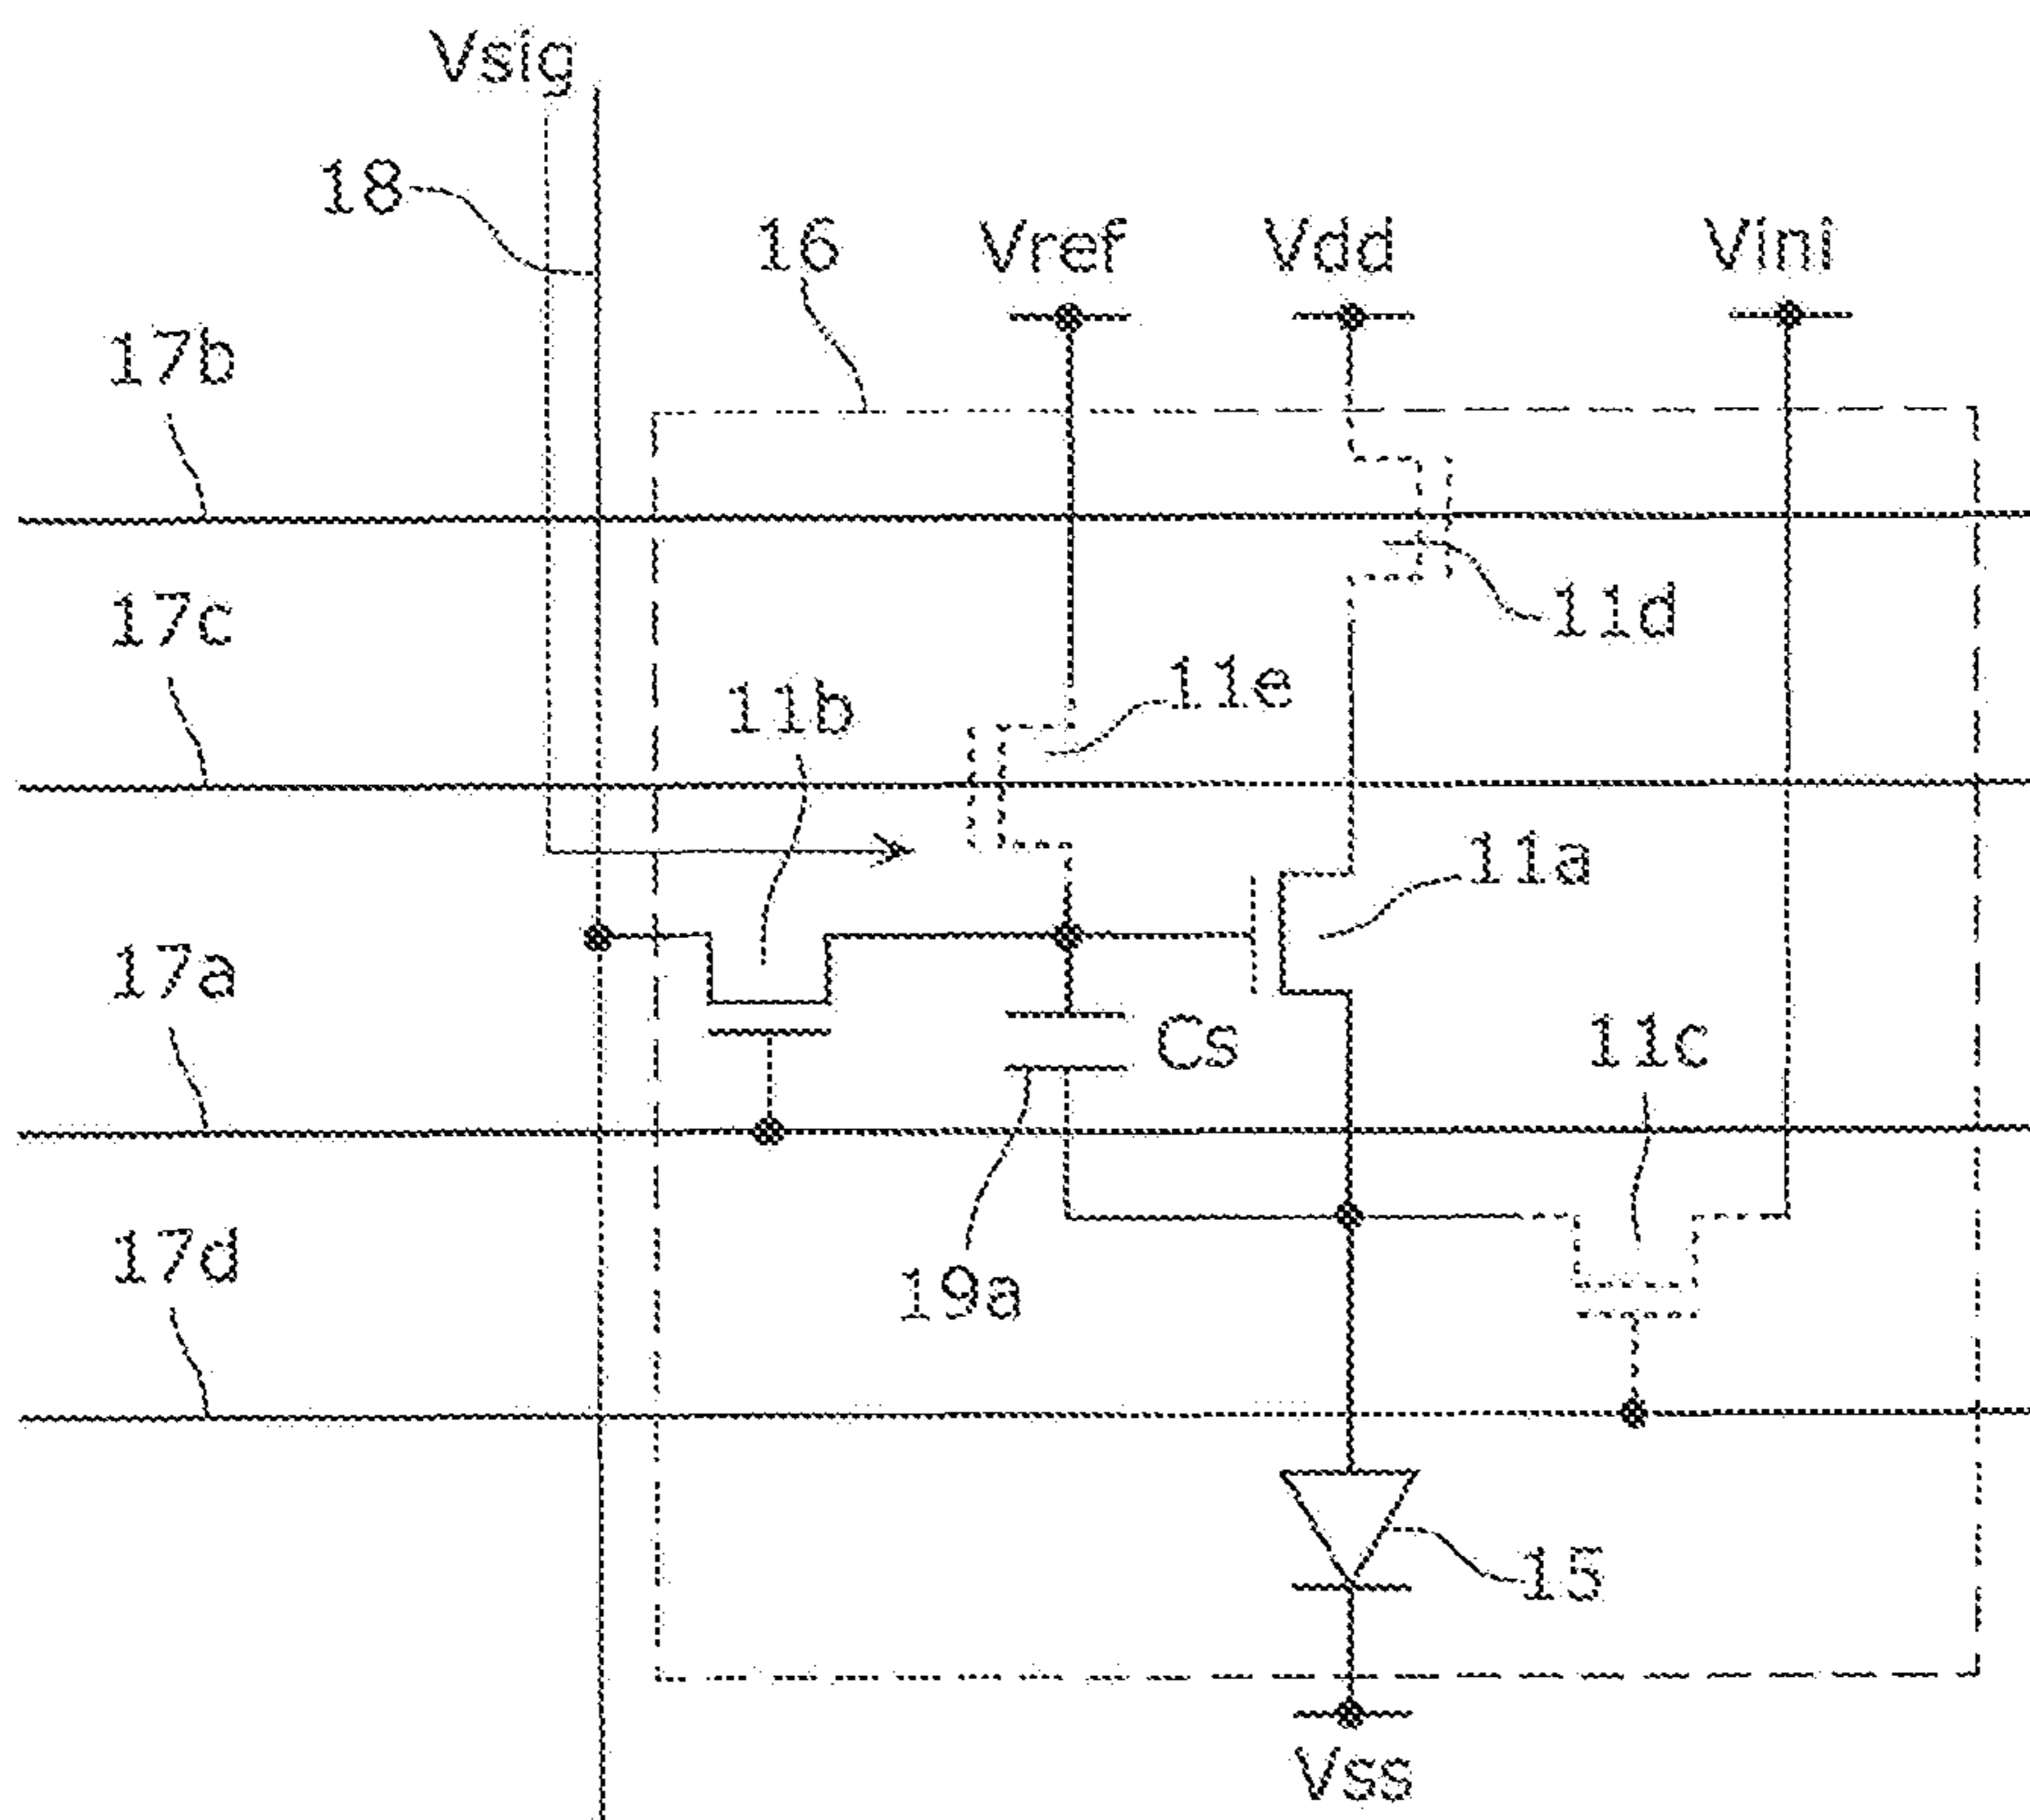 Vsig
18
16
Vref
Vdd
Vini
17b
17c
11d
11b
11e
11a
17a
Cs
11c
17d
19a
15
Vss